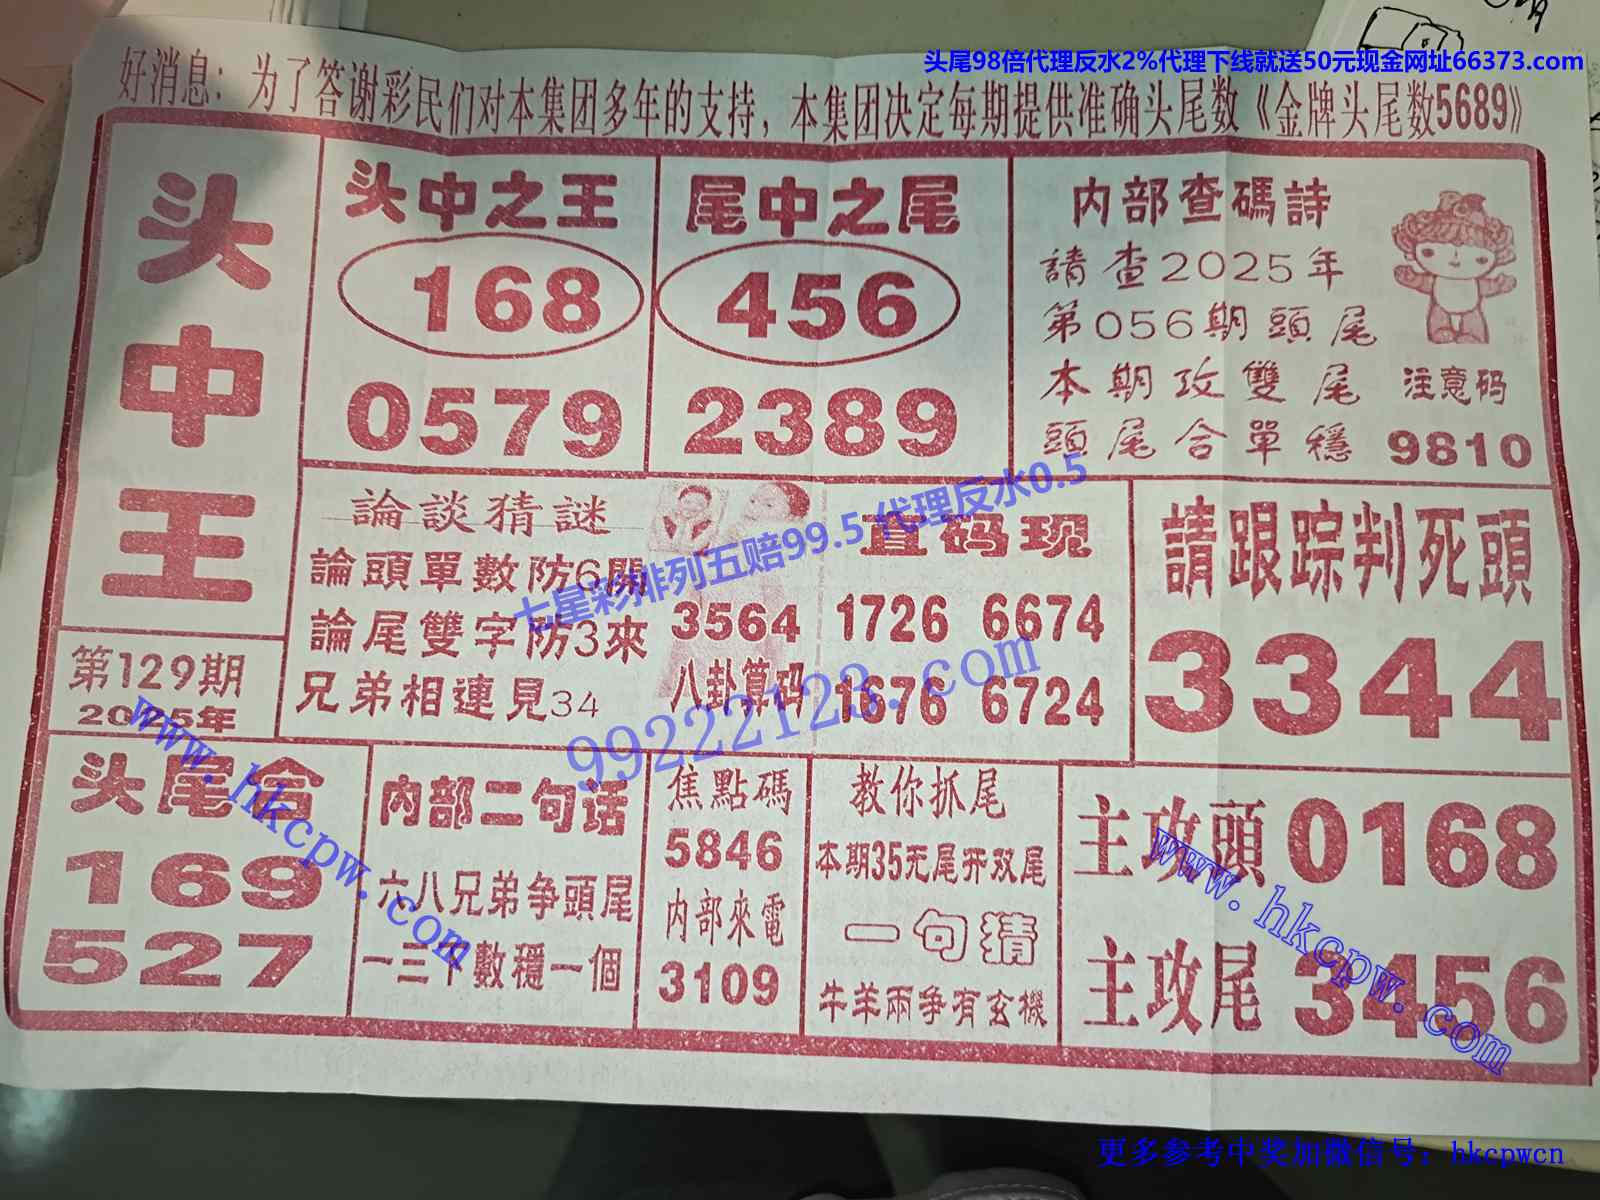 头尾98倍代理反水2%代理下线就送50元现金网址66373.com
好消息：为了答谢彩民们对本集团多年的支持，本集团决定每期提供准确头尾数《金牌头尾数5689》
头中王
第129期
2025年
头中之王
168
0579
尾中之尾
456
2389
内部查碼詩
請查2025年
第056期頭尾
本期攻雙尾
頭尾合單穩
注意码
9810
論談猜謎
論頭單數防6開
論尾雙字防3來
兄弟相連見34
3564
八卦算码
直码现
1726 6674
1676 6724
請跟踪判死頭
3344
七星彩排列五赔99.5 代理反水0.5
99222123.com
www.hkcpw.com
头尾合
169
527
内部二句话
六八兄弟争頭尾
一三下數穩一個
焦點碼
5846
内部來電
3109
教你抓尾
本期35无尾开双尾
一句猜
牛羊兩争有玄機
主攻頭0168
主攻尾3456
www.hkcpw.com
更多参考中奖加微信号：hkcpwcn